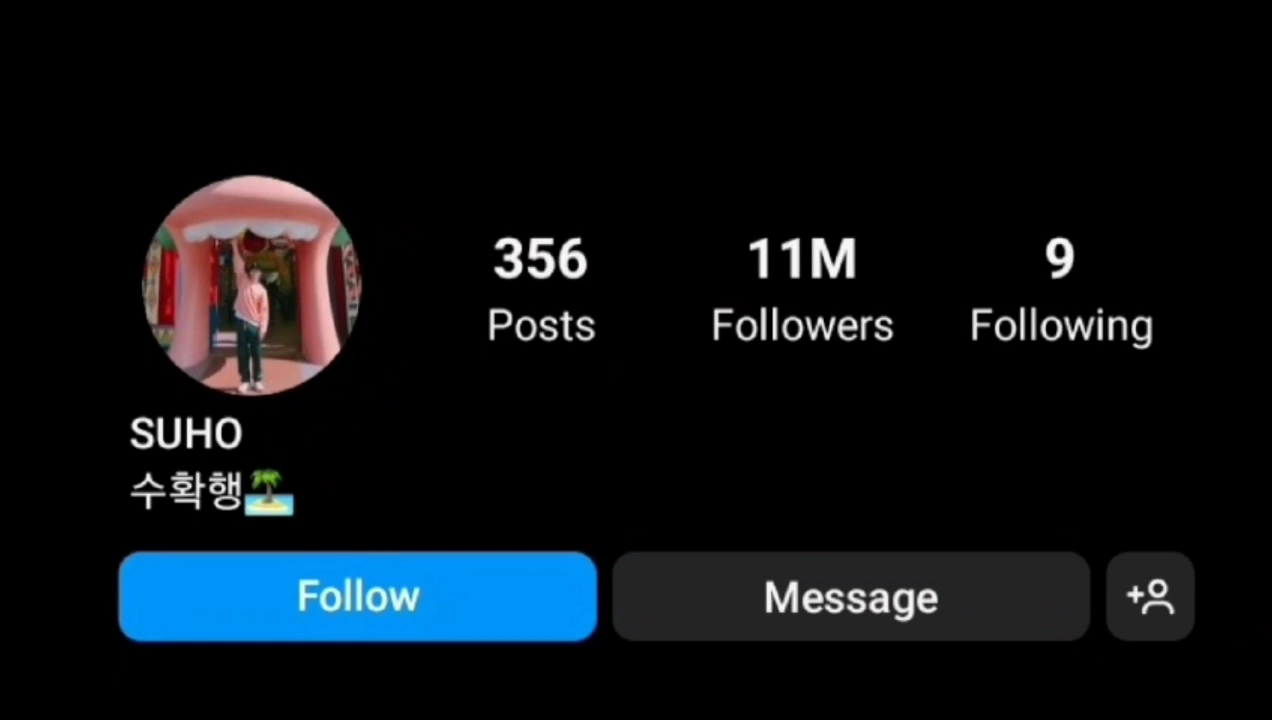 356 11M 9
Posts Followers Following
SUHO
수확행🏝️
Follow Message